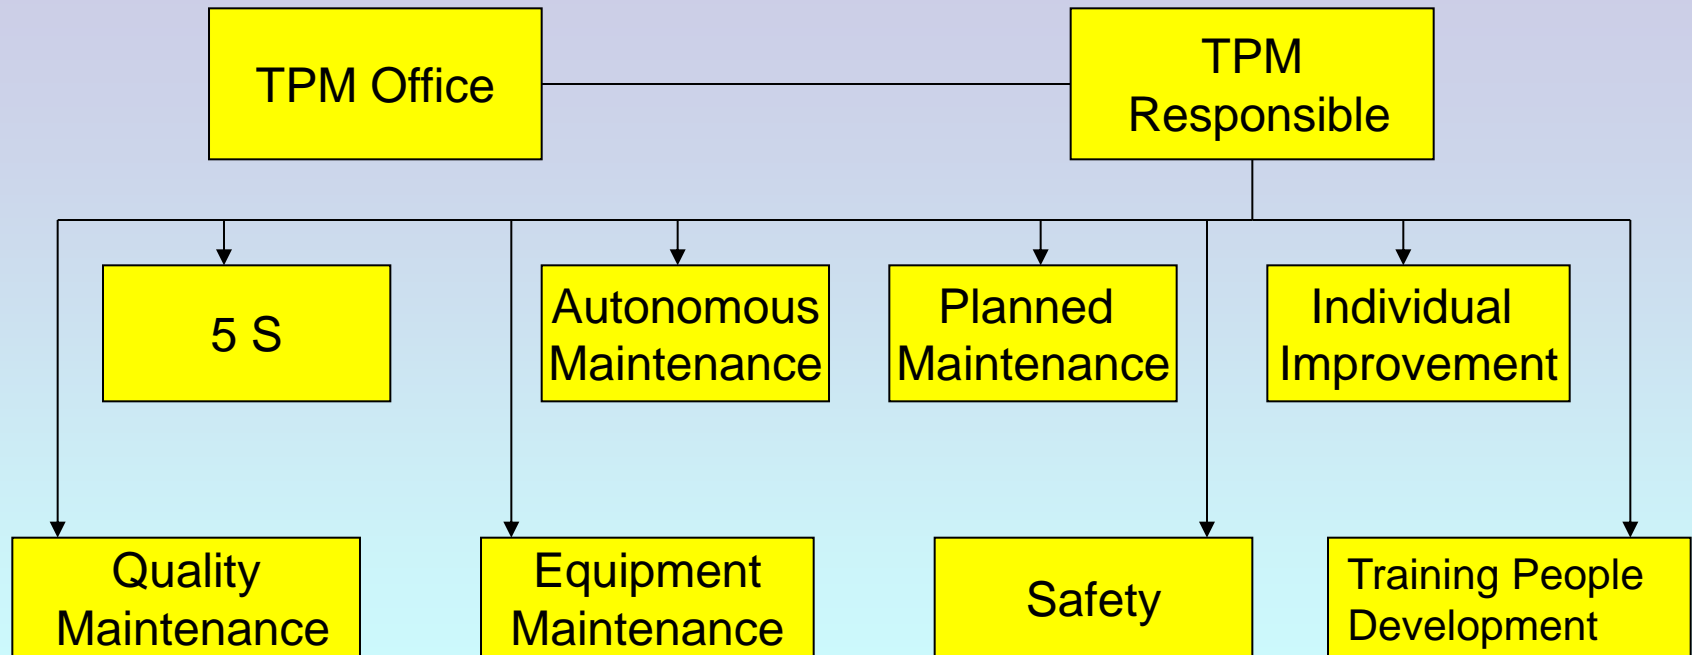 TPM Office
TPM
Responsible
5 S
Autonomous
Maintenance
Planned
Maintenance
Individual
Improvement
Quality
Maintenance
Equipment
Maintenance
Safety
Training People
Development